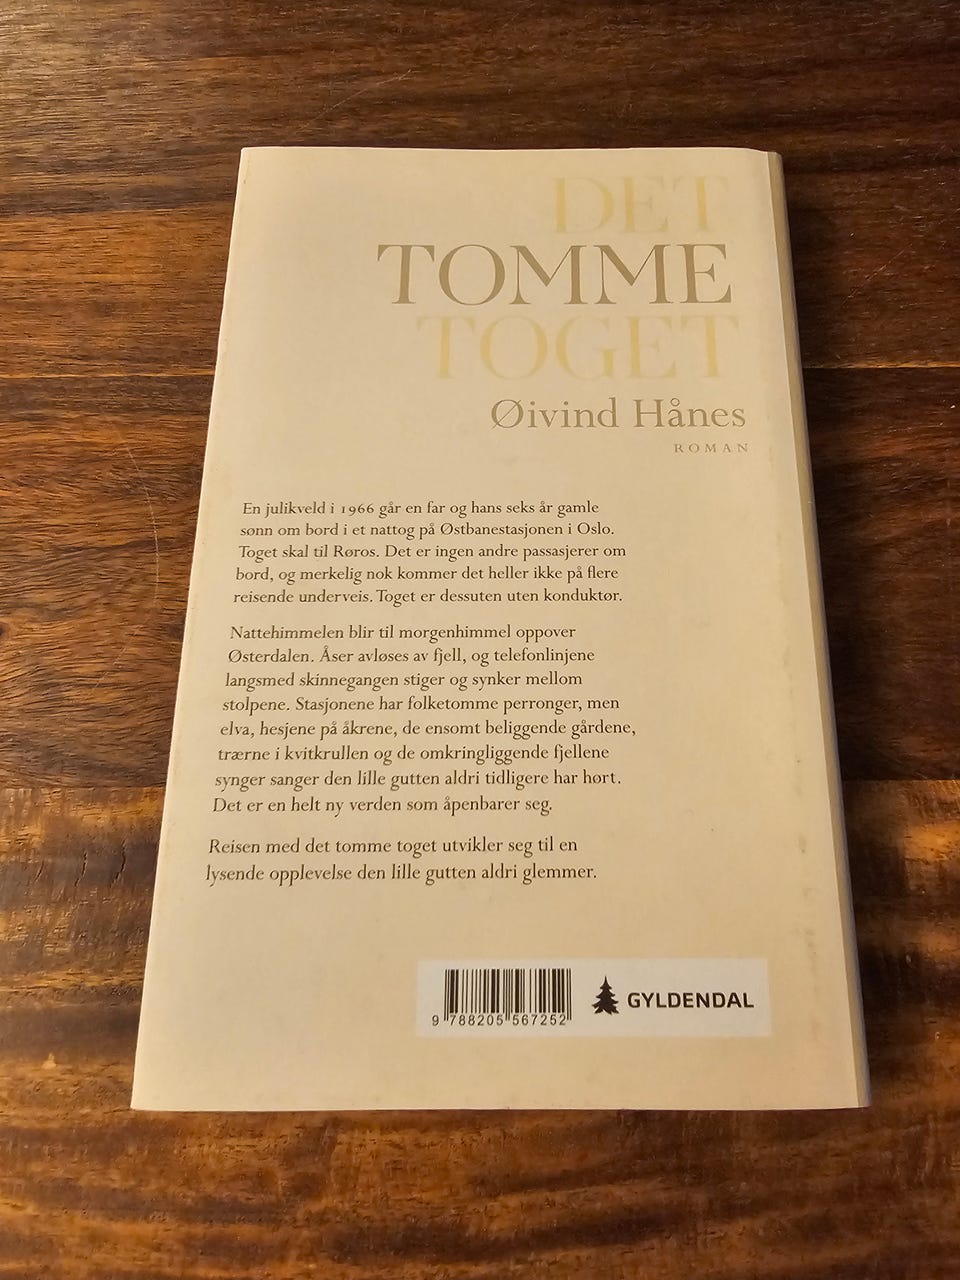 DET
TOMME
TOGET
Øivind Hånes
ROMAN
En julikveld i 1966 går en far og hans seks år gamle
sønn om bord i et nattog på Østbanestasjonen i Oslo.
Toget skal til Røros. Det er ingen andre passasjerer om
bord, og merkelig nok kommer det heller ikke på flere
reisende underveis. Toget er dessuten uten konduktør.
Nattehimmelen blir til morgenhimmel oppover
Østerdalen. Åser avløses av fjell, og telefonlinjene
langsmed skinnegangen stiger og synker mellom
stolpene. Stasjonene har folketomme perronger, men
elva, hesjene på åkrene, de ensomt beliggende gårdene,
trærne i kvitkrullen og de omkringliggende fjellene
synger sanger den lille gutten aldri tidligere har hørt.
Det er en helt ny verden som åpenbarer seg.
Reisen med det tomme toget utvikler seg til en
lysende opplevelse den lille gutten aldri glemmer.
9 788205 567252
GYLDENDAL